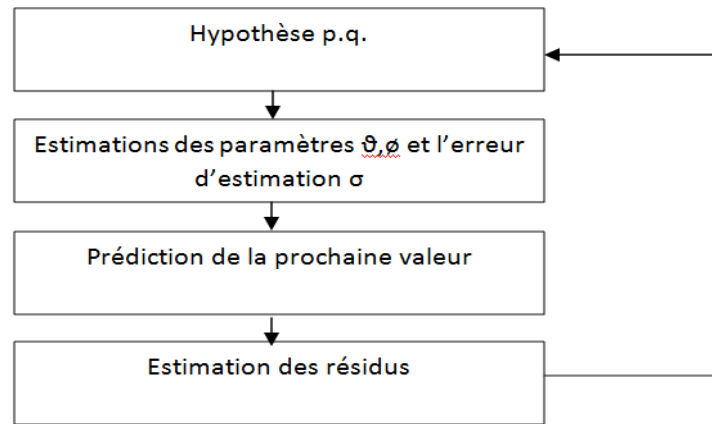 Hypothèse p.q.
Estimations des paramètres ϑ,ø et l’erreur
d’estimation σ
Prédiction de la prochaine valeur
Estimation des résidus